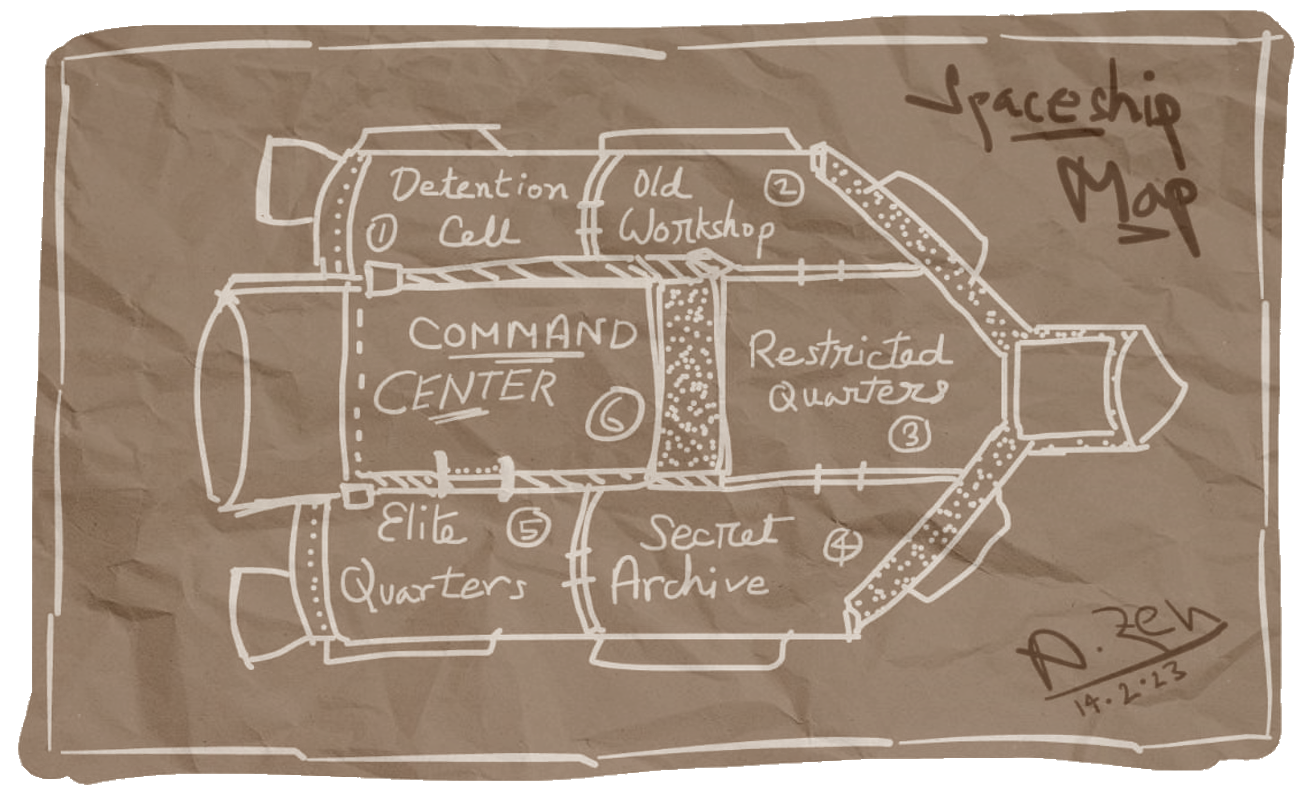 Spaceship
Map
Detention
① Cell
Old ②
Workshop
COMMAND
CENTER
⑥
Restricted
Quarters
③
Elite ⑤
Quarters
Secret ④
Archive
A. Zen
14.2.23